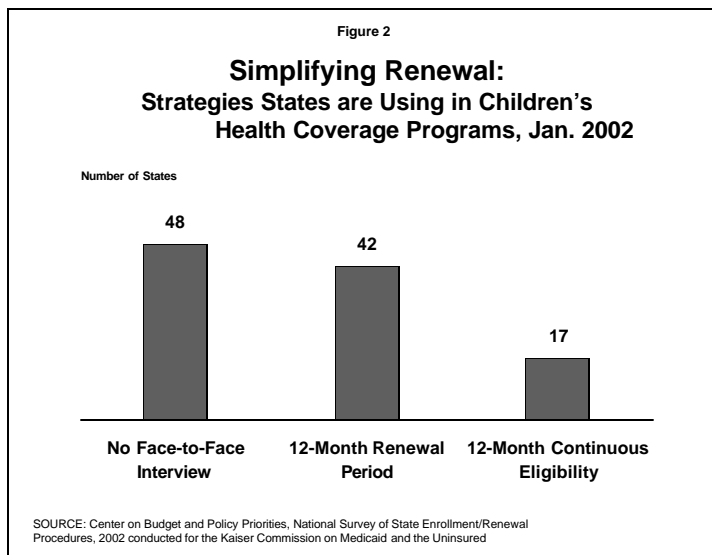 Figure 2
Simplifying Renewal:
Strategies States are Using in Children's
Health Coverage Programs, Jan. 2002
Number of States
48
42
17
No Face-to-Face
Interview
12-Month Renewal
Period
12-Month Continuous
Eligibility
SOURCE: Center on Budget and Policy Priorities, National Survey of State Enrollment/Renewal
Procedures, 2002 conducted for the Kaiser Commission on Medicaid and the Uninsured